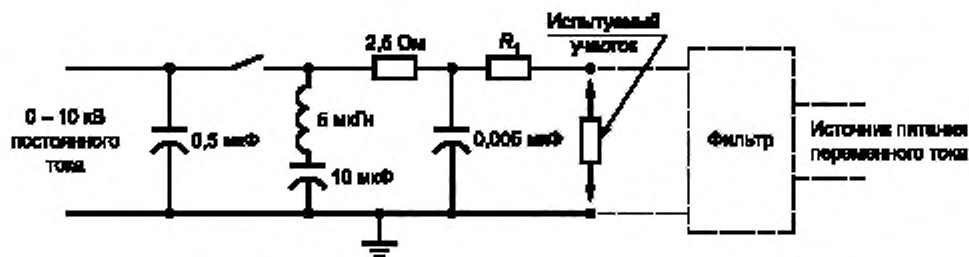 Испытуемый
участок
2,5 Ом
R₁
0 – 10 кВ
постоянного
тока
0,5 мкФ
5 мкГн
10 мкФ
0,005 мкФ
Фильтр
Источник питания
переменного тока